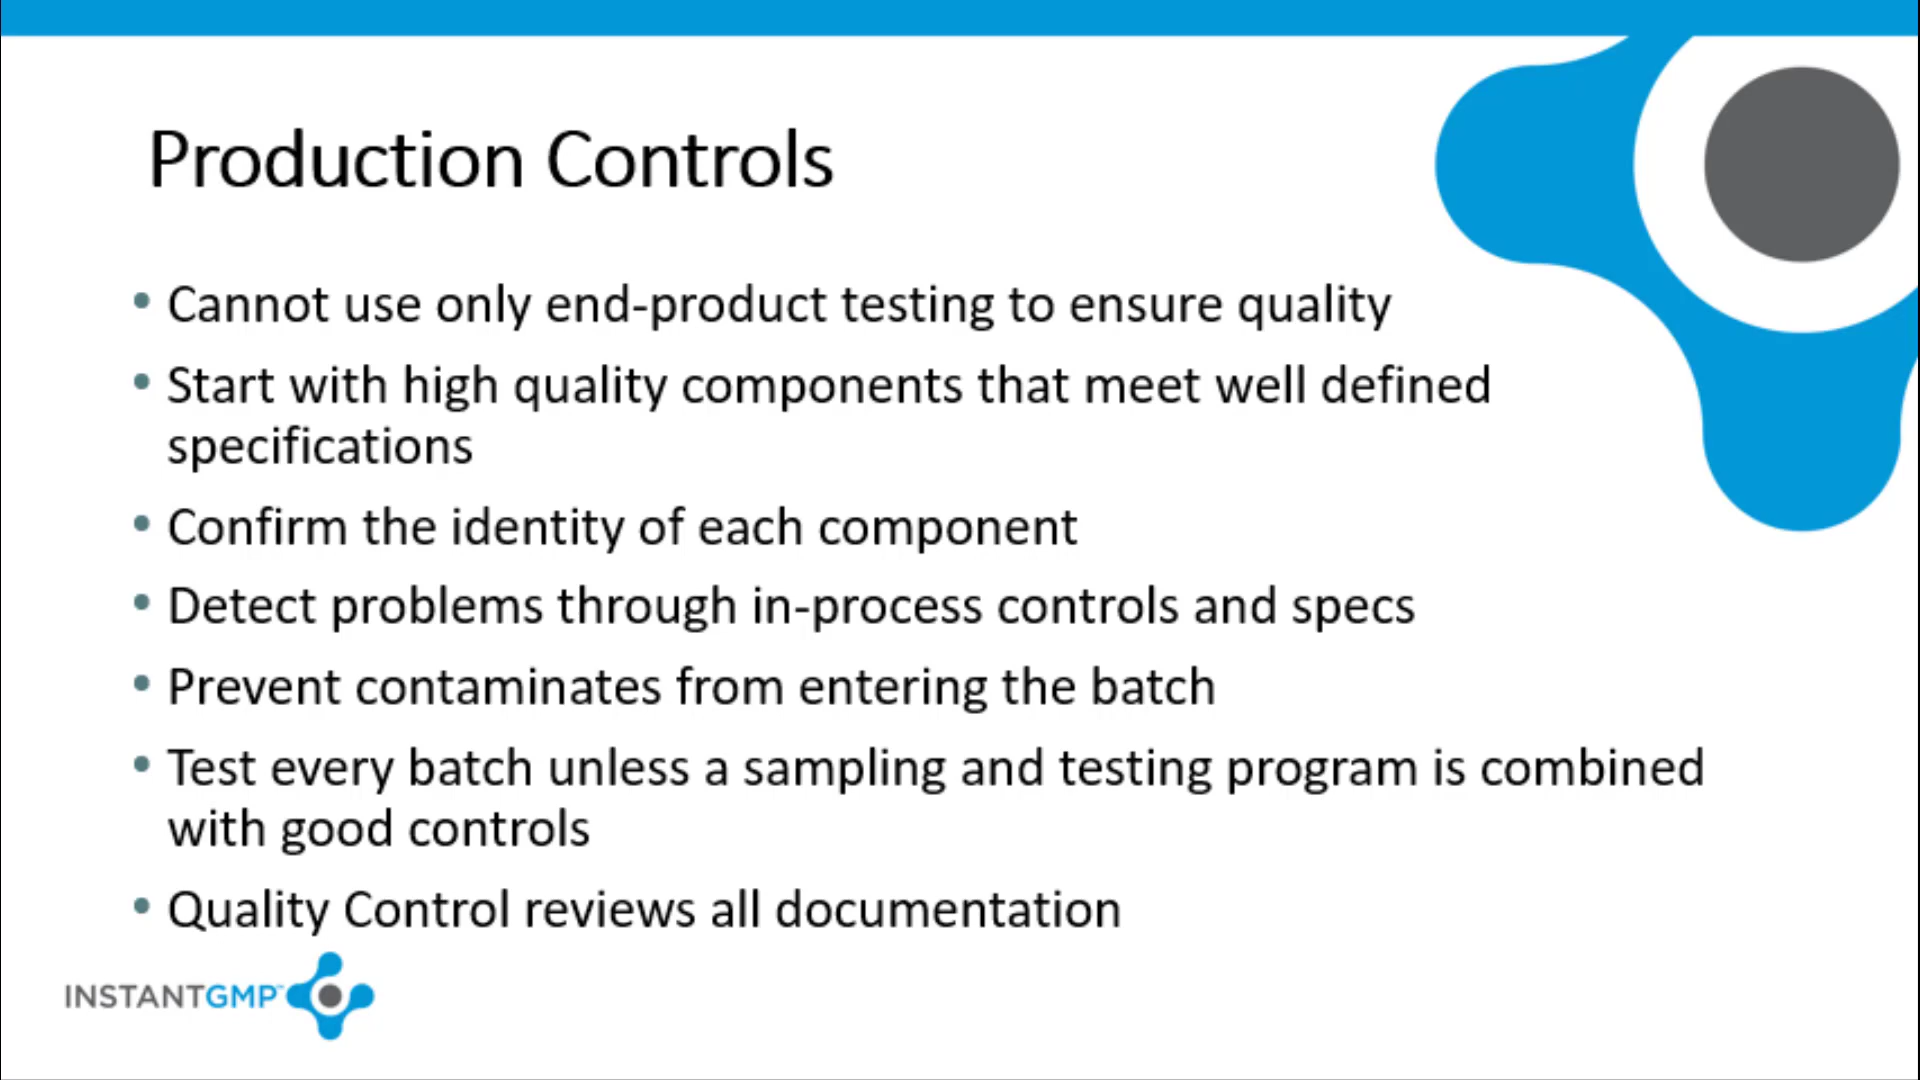 Production Controls
• Cannot use only end-product testing to ensure quality
• Start with high quality components that meet well defined
specifications
• Confirm the identity of each component
• Detect problems through in-process controls and specs
• Prevent contaminates from entering the batch
• Test every batch unless a sampling and testing program is combined
with good controls
• Quality Control reviews all documentation
INSTANTGMP™